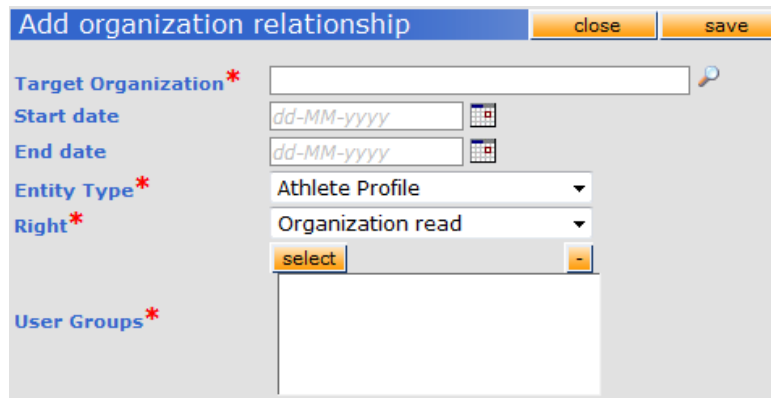 Add organization relationship close save
Target Organization*
Start date dd-MM-yyyy
End date dd-MM-yyyy
Entity Type* Athlete Profile
Right* Organization read
select -
User Groups*